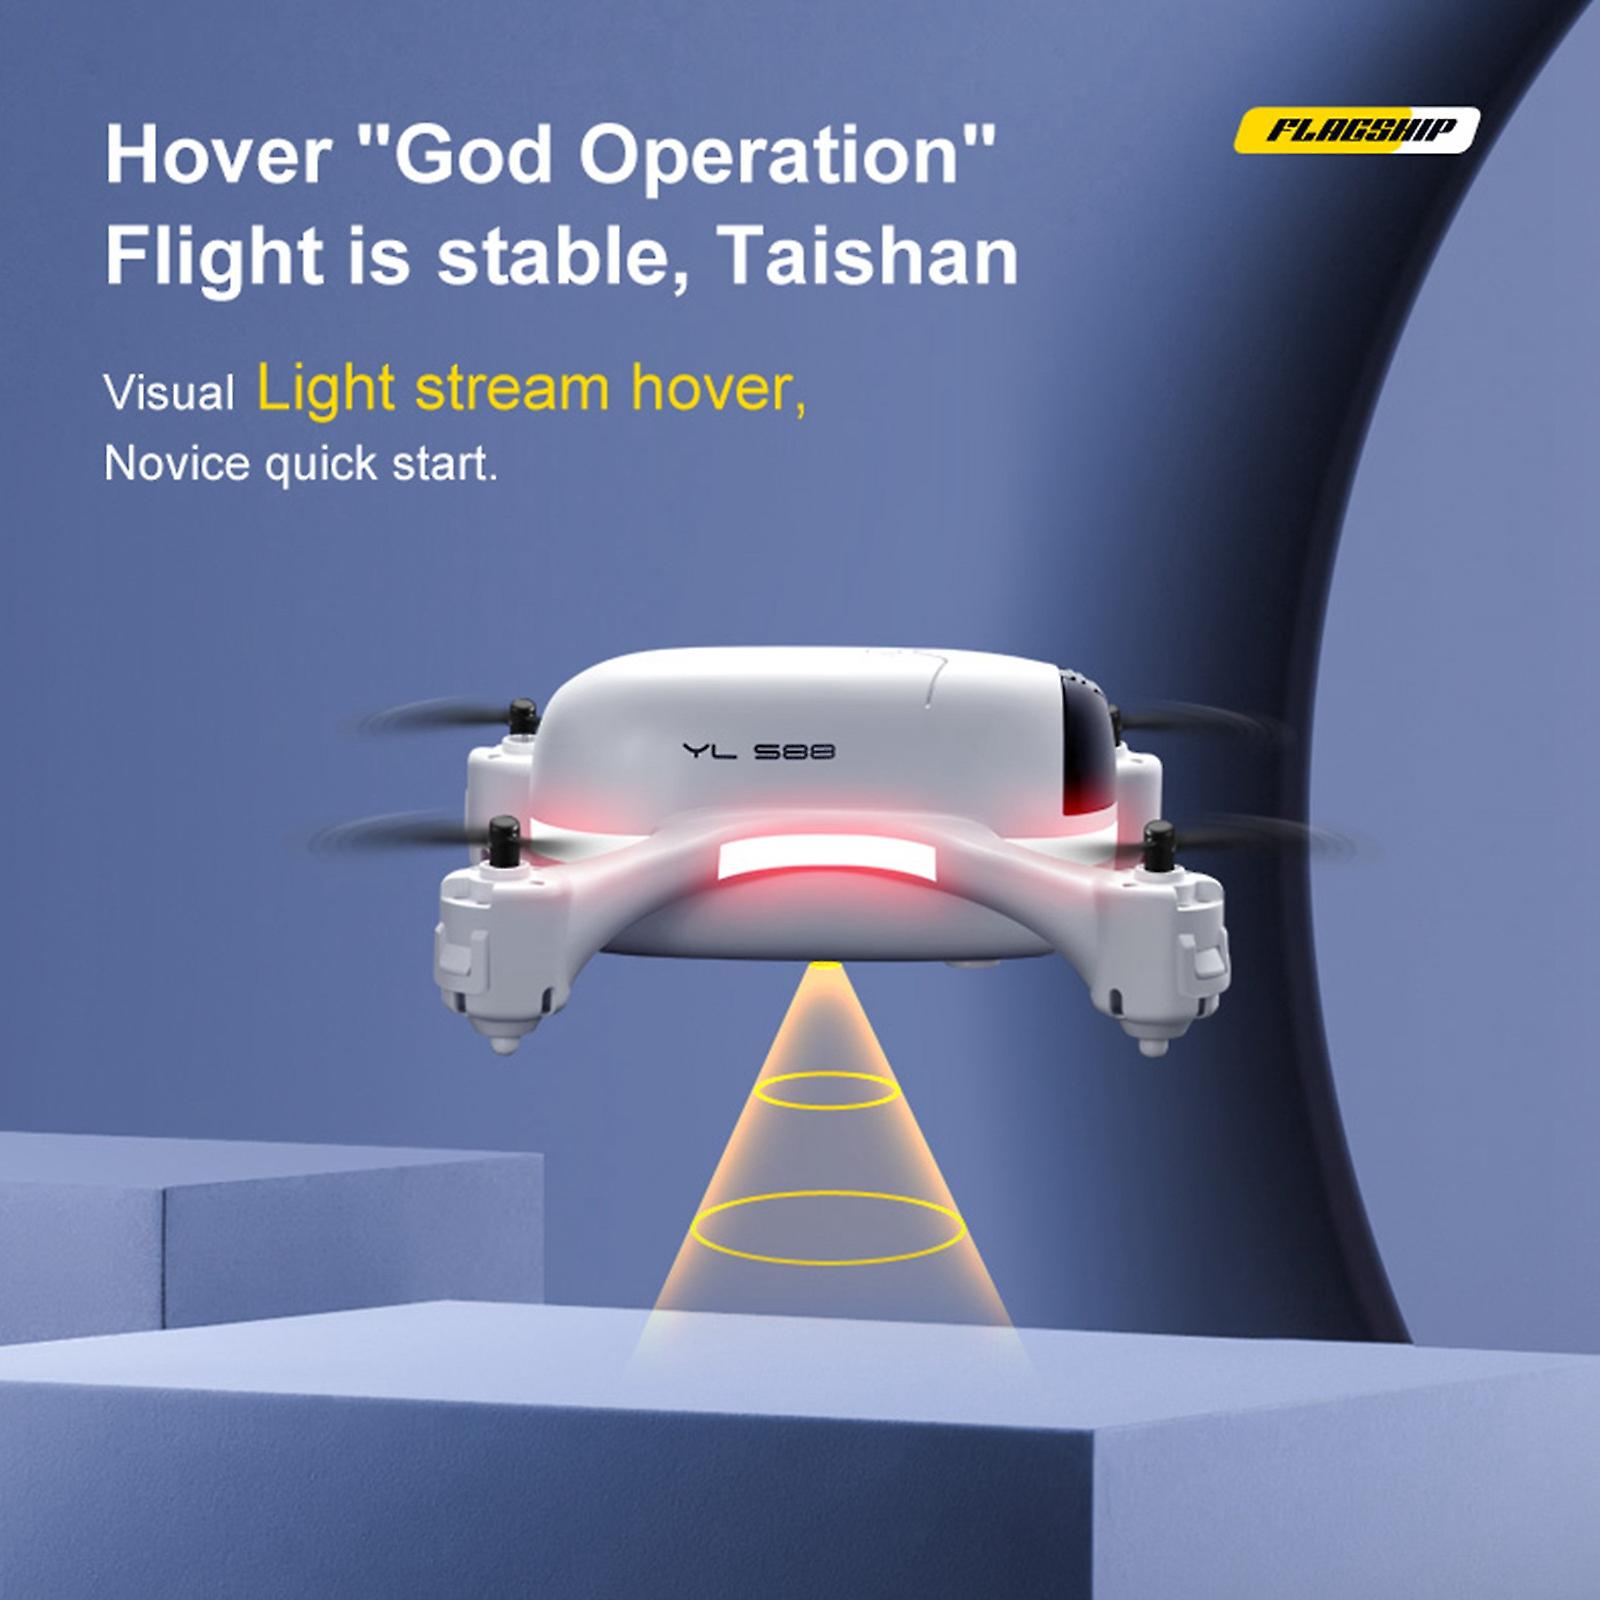 Hover "God Operation"
FLAGSHIP
Flight is stable, Taishan
Visual Light stream hover,
Novice quick start.
YL S88